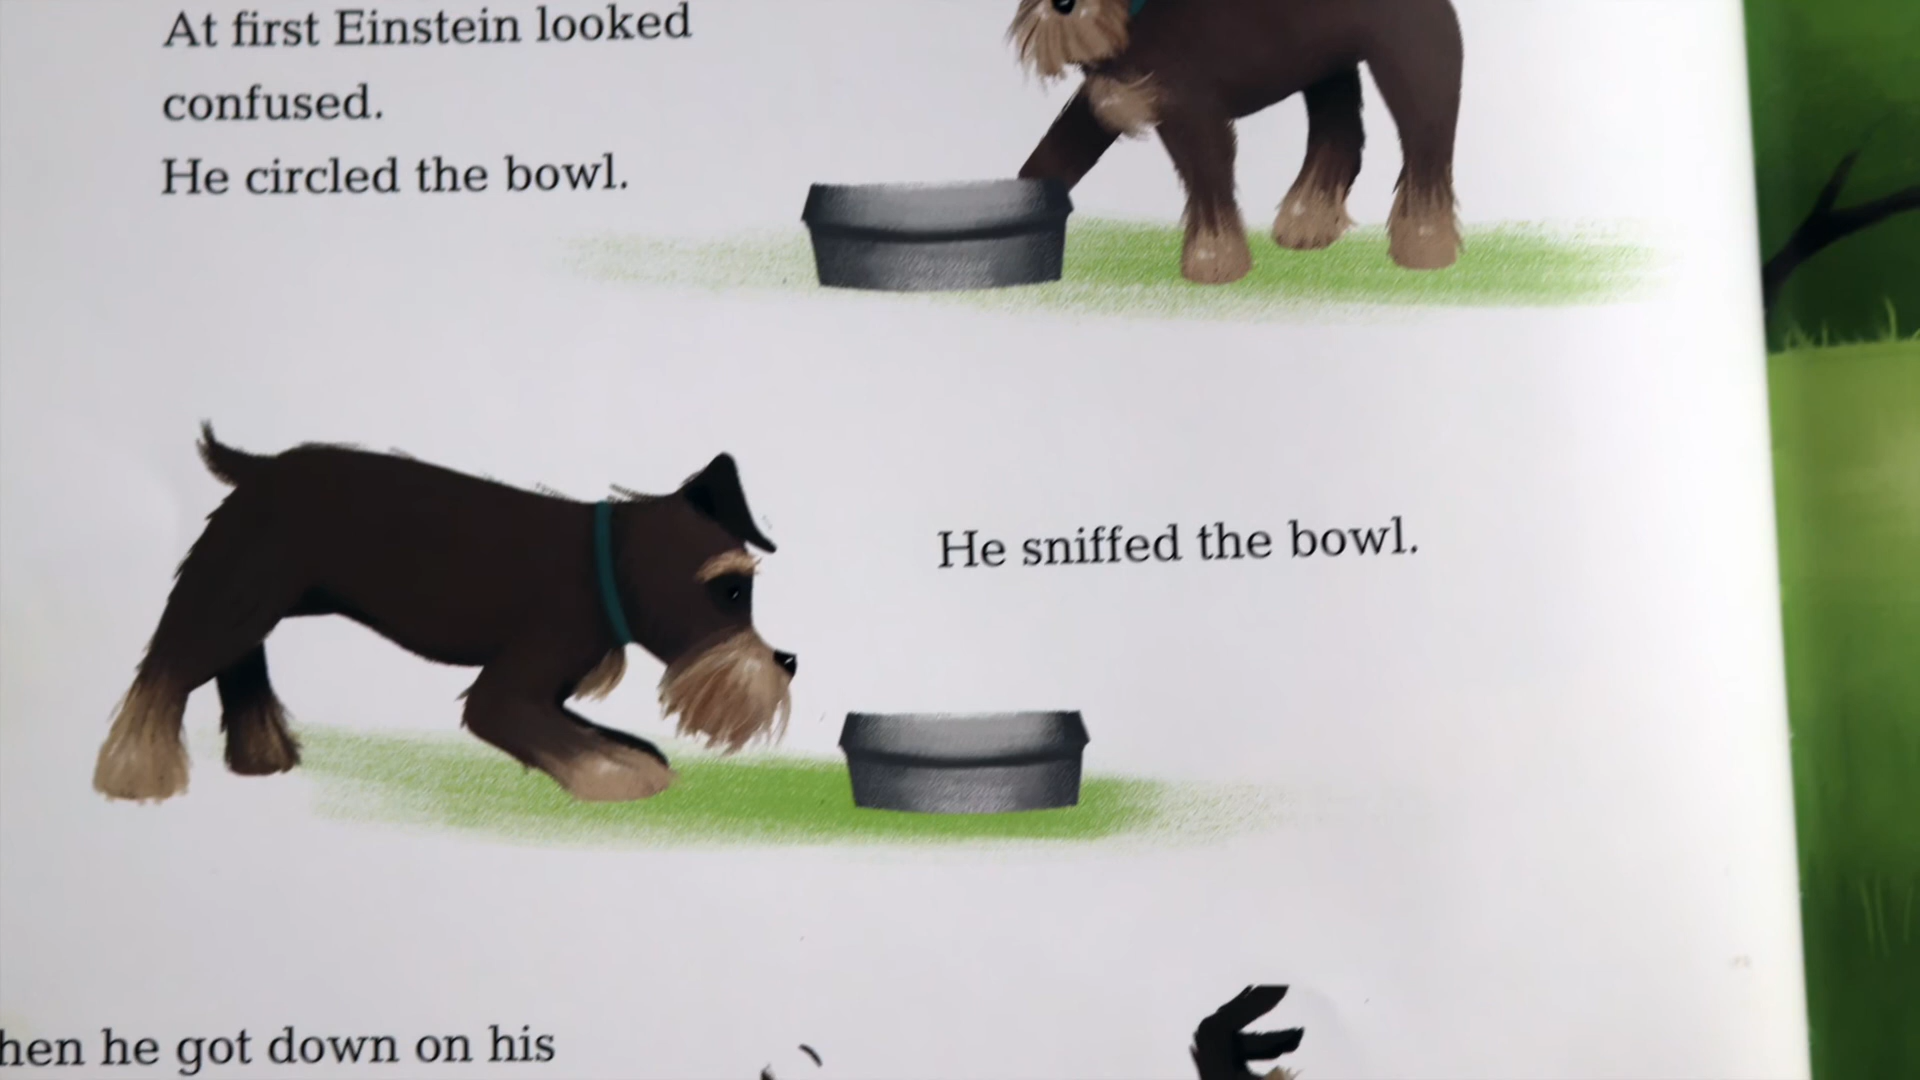 At first Einstein looked
confused.
He circled the bowl.
He sniffed the bowl.
hen he got down on his